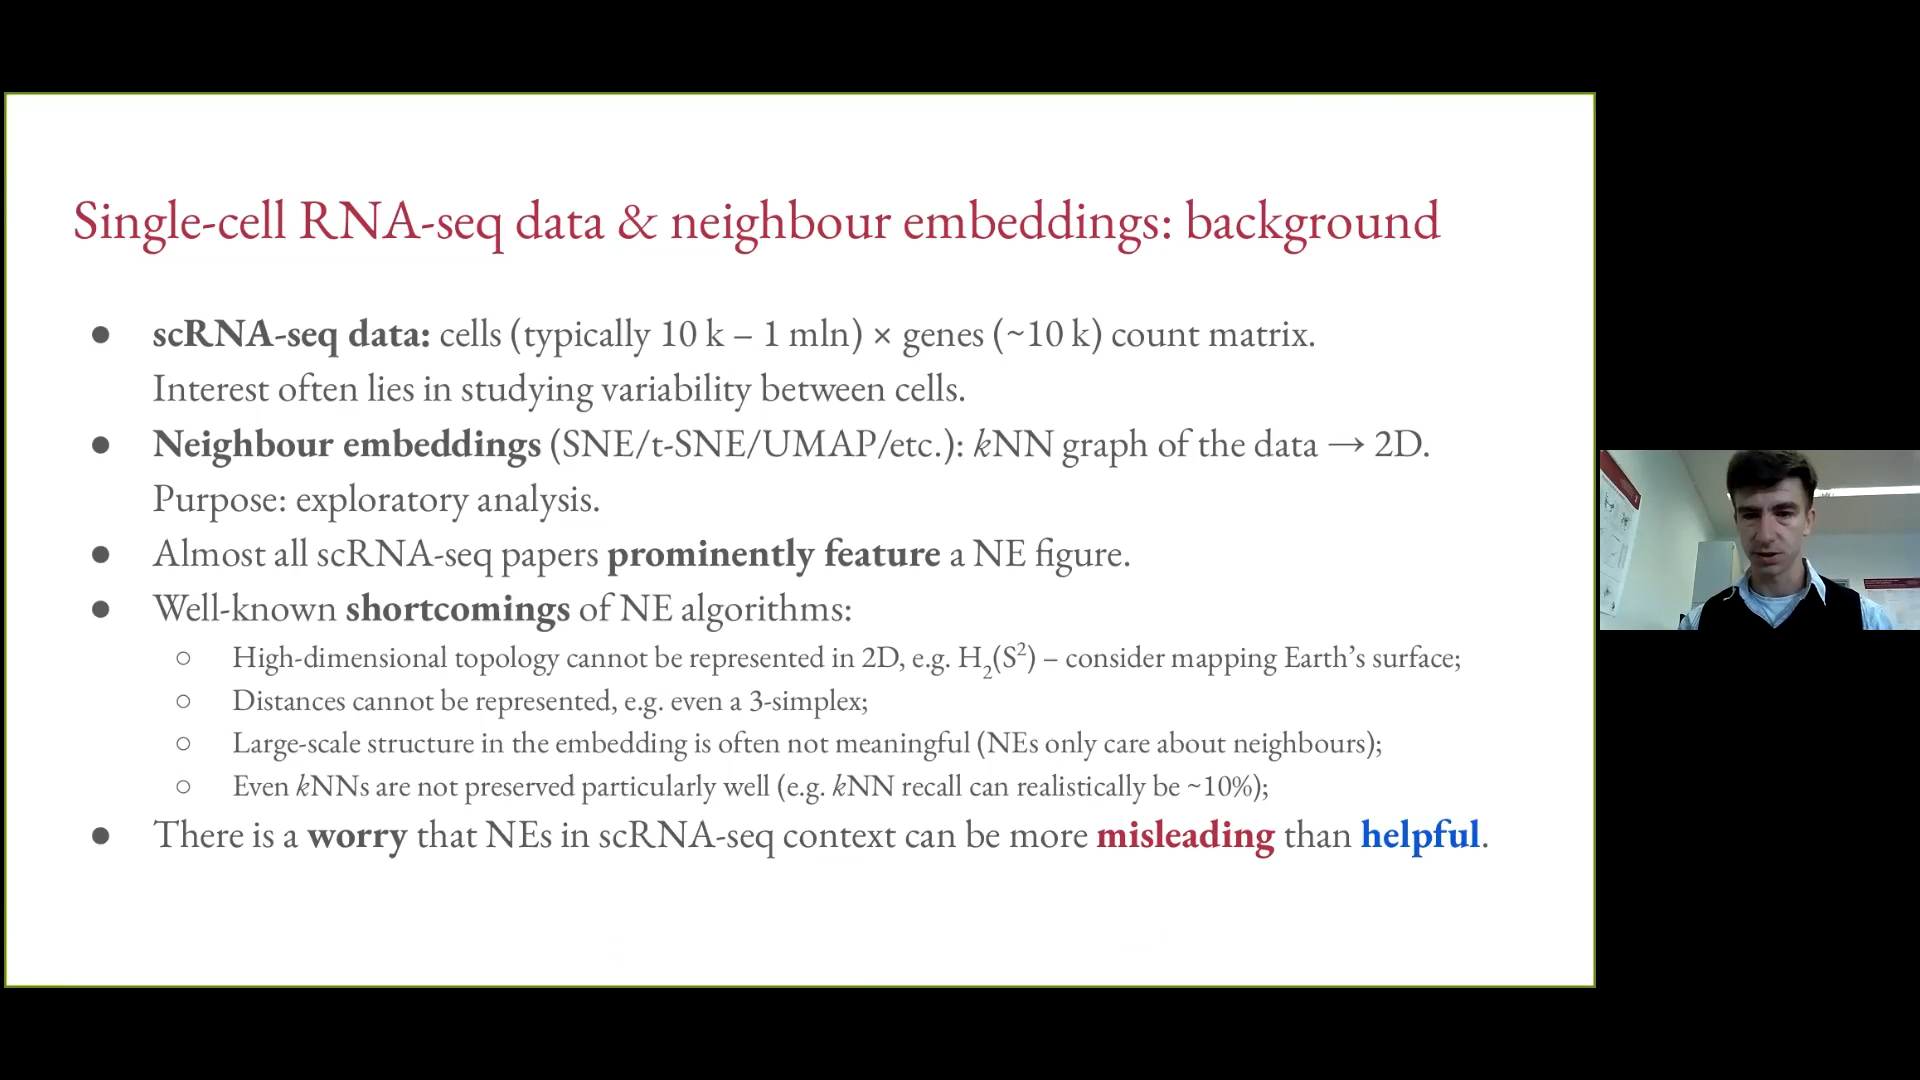 Single-cell RNA-seq data & neighbour embeddings: background
● scRNA-seq data: cells (typically 10 k – 1 mln) × genes (~10 k) count matrix.
Interest often lies in studying variability between cells.
● Neighbour embeddings (SNE/t-SNE/UMAP/etc.): kNN graph of the data → 2D.
Purpose: exploratory analysis.
● Almost all scRNA-seq papers prominently feature a NE figure.
● Well-known shortcomings of NE algorithms:
○ High-dimensional topology cannot be represented in 2D, e.g. H₂(S²) – consider mapping Earth’s surface;
○ Distances cannot be represented, e.g. even a 3-simplex;
○ Large-scale structure in the embedding is often not meaningful (NEs only care about neighbours);
○ Even kNNs are not preserved particularly well (e.g. kNN recall can realistically be ~10%);
● There is a worry that NEs in scRNA-seq context can be more misleading than helpful.